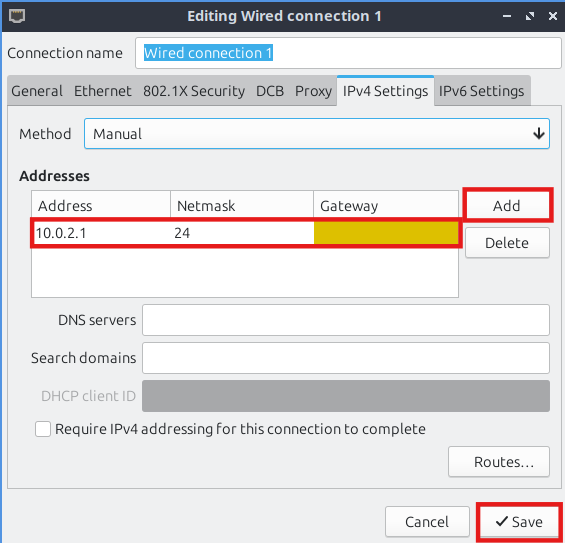 Editing Wired connection 1
Connection name Wired connection 1
General Ethernet 802.1X Security DCB Proxy IPv4 Settings IPv6 Settings
Method Manual
Addresses
Address Netmask Gateway Add
10.0.2.1 24
Delete
DNS servers
Search domains
DHCP client ID
Require IPv4 addressing for this connection to complete
Routes...
Cancel Save